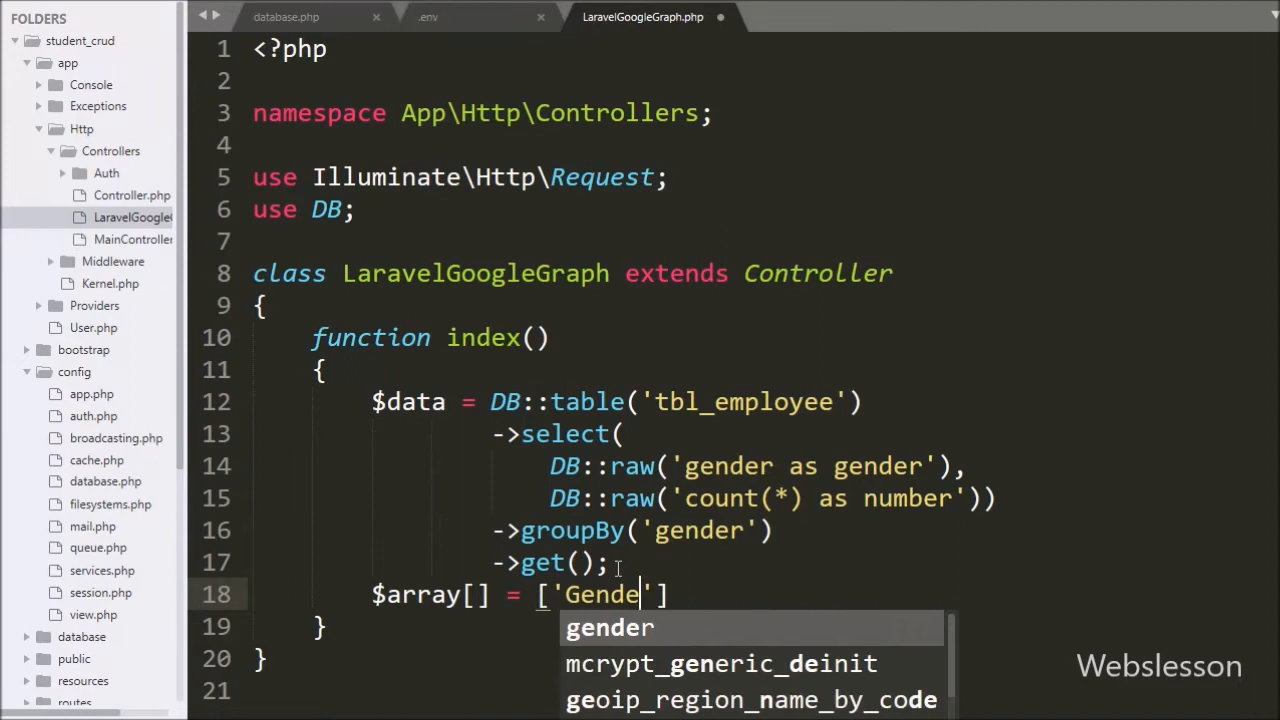 FOLDERS
student_crud
app
Console
Exceptions
Http
Controllers
Auth
Controller.php
LaravelGoogle
MainController
Middleware
Kernel.php
Providers
User.php
bootstrap
config
app.php
auth.php
broadcasting.php
cache.php
database.php
filesystems.php
mail.php
queue.php
services.php
session.php
view.php
database
public
resources
routes
database.php
.env
LaravelGoogleGraph.php
1 <?php
2
3 namespace App\Http\Controllers;
4
5 use Illuminate\Http\Request;
6 use DB;
7
8 class LaravelGoogleGraph extends Controller
9 {
10 function index()
11 {
12 $data = DB::table('tbl_employee')
13 ->select(
14 DB::raw('gender as gender'),
15 DB::raw('count(*) as number'))
16 ->groupBy('gender')
17 ->get();
18 $array[] = ['Gende']
19 }
20 }
21
gender
mcrypt_generic_deinit
geoip_region_name_by_code
Webslesson